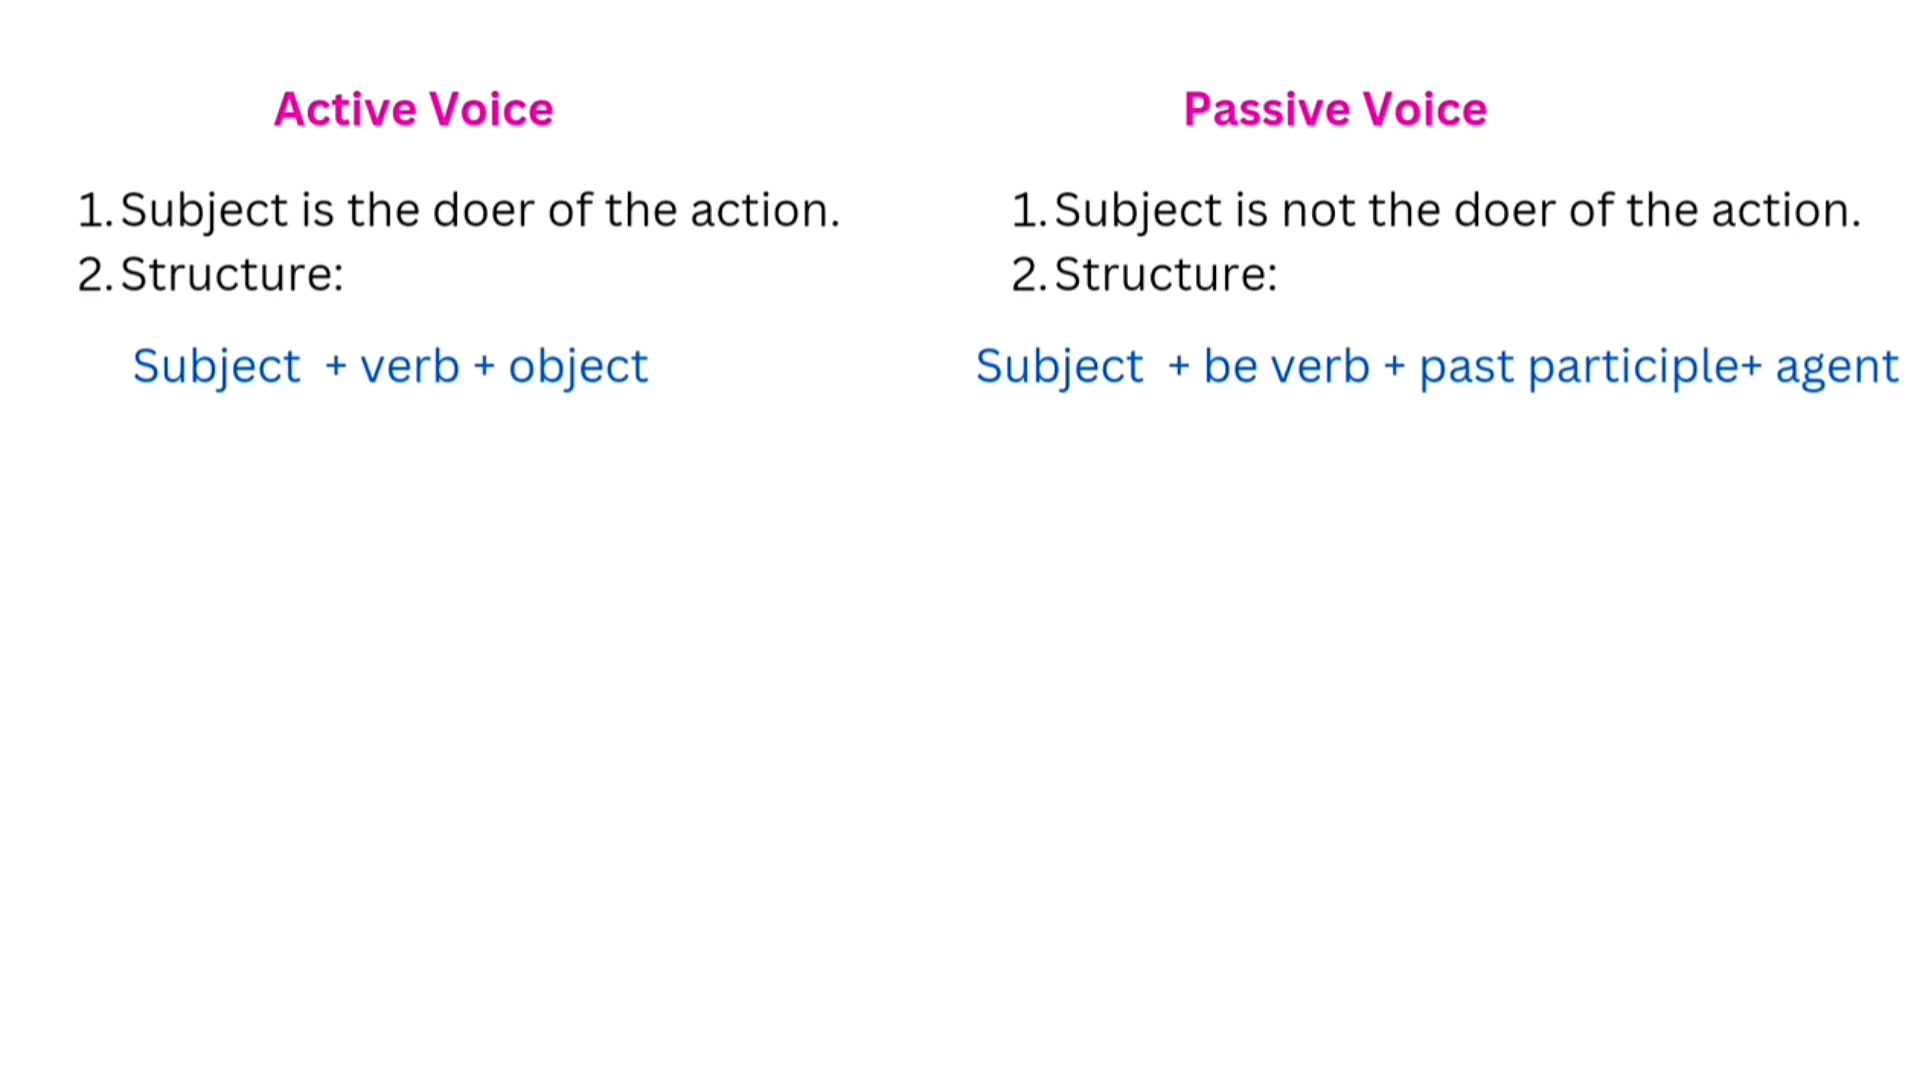 Active Voice
1. Subject is the doer of the action.
2. Structure:
Subject + verb + object
Passive Voice
1. Subject is not the doer of the action.
2. Structure:
Subject + be verb + past participle+ agent